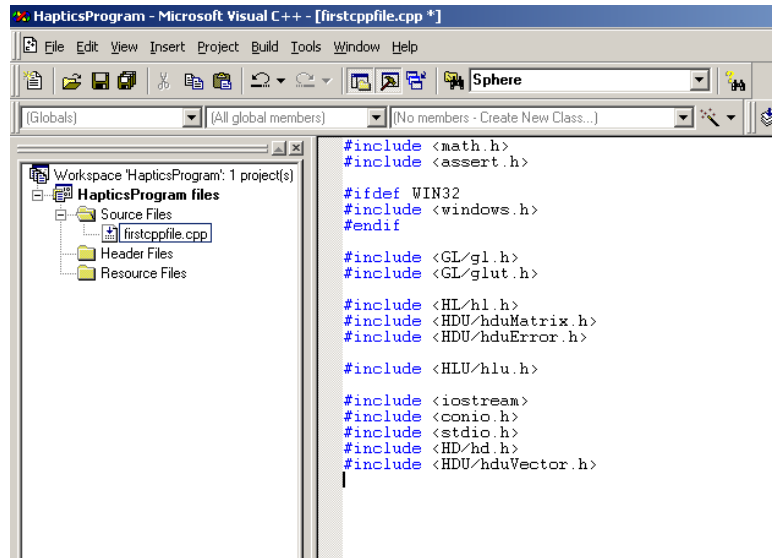 HapticsProgram - Microsoft Visual C++ - [firstcppfile.cpp *]
File Edit View Insert Project Build Tools Window Help
Sphere
(Globals) (All global members) (No members - Create New Class...)
Workspace 'HapticsProgram': 1 project(s)
HapticsProgram files
Source Files
firstcppfile.cpp
Header Files
Resource Files
#include <math.h>
#include <assert.h>
#ifdef WIN32
#include <windows.h>
#endif
#include <GL/gl.h>
#include <GL/glut.h>
#include <HL/hl.h>
#include <HDU/hduMatrix.h>
#include <HDU/hduError.h>
#include <HLU/hlu.h>
#include <iostream>
#include <conio.h>
#include <stdio.h>
#include <HD/hd.h>
#include <HDU/hduVector.h>